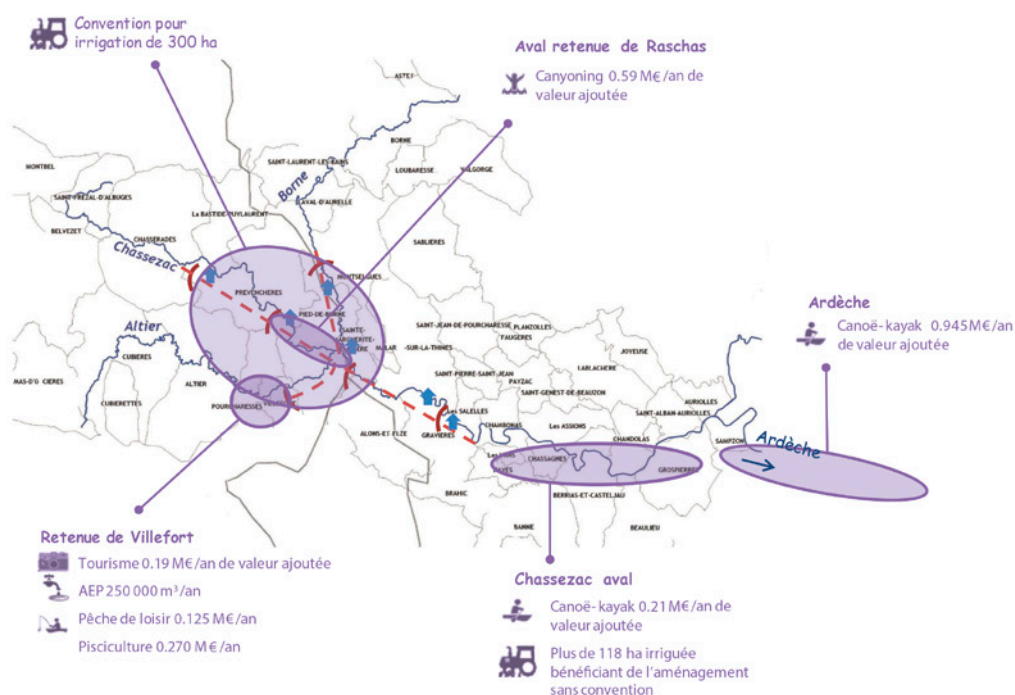 Convention pour
irrigation de 300 ha
Aval retenue de Raschas
Canyoning 0.59 M€/an de
valeur ajoutée
ASTET
BORNE
SAINT-LAURENT-LES-BAINS
LOUBARESSE
VALGORGE
MONTBEL
Borne
LAVAL-D'AURELLE
SAINT-FREZAL-D'ALBUGES
La BASTIDE-PUYLAURENT
BELVEZET
CHASSERADES
SABLIERES
Chassezac
MONTSELGUES
PREVENCHERES
Ardèche
Canoë-kayak 0.945M€/an
de valeur ajoutée
PIED-DE-BORNE
Altier
SAINTE-
SAINT-JEAN-DE-POURCHARESSE
PLANZOLLES
FAUGERES
-SUR-LA-THINES
JOYEUSE
CUBIERES
LABLACHERE
ALTIER
SAINT-PIERRE-SAINT-JEAN
PAYZAC
CUBIERETTES
SAINT-GENEST-DE-BEAUZON
AURIOLLES
POURCHARESSES
Les SALELLES
SAINT-ALBAN-AURIOLLES
CHAMBONAS
Les ASSIONS
GRAVIERES
CHANDOLAS
SAMPZON
Ardèche
CHASSAGNES
GROSPIERRES
BRAHIC
BERRIAS-ET-CASTELJAU
BANNE
BEAULIEU
Retenue de Villefort
Tourisme 0.19 M€/an de valeur ajoutée
AEP 250 000 m³/an
Pêche de loisir 0.125 M€/an
Pisciculture 0.270 M€/an
Chassezac aval
Canoë-kayak 0.21 M€/an de
valeur ajoutée
Plus de 118 ha irriguée
bénéficiant de l'aménagement
sans convention